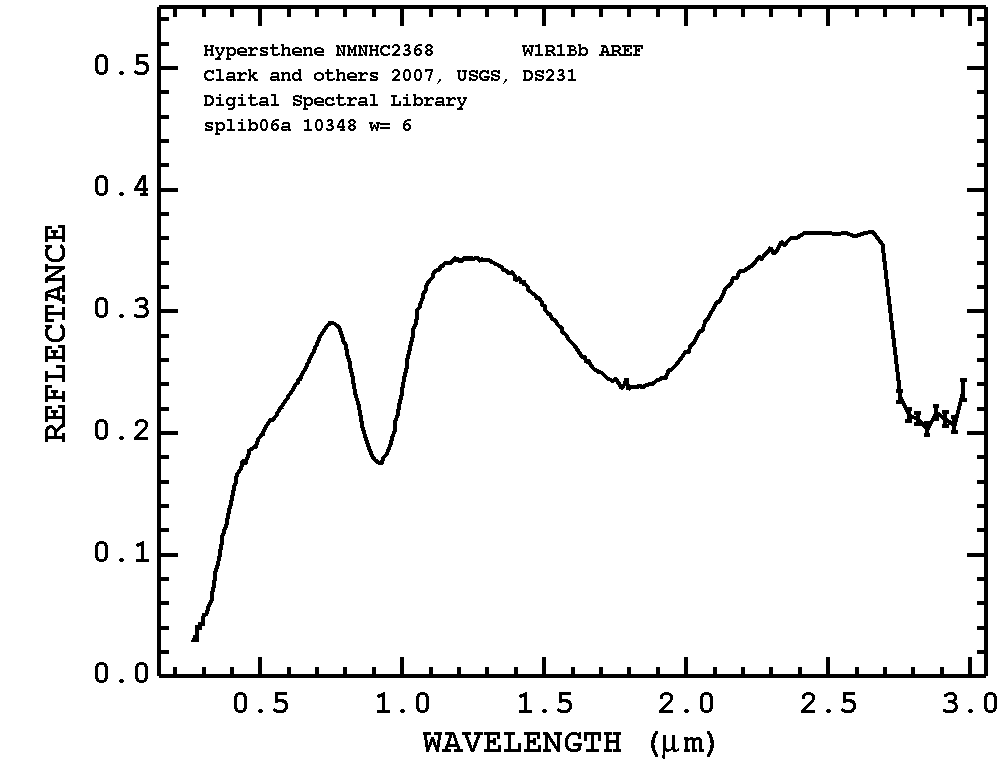 Hypersthene NMNHC2368 W1R1Bb AREF
Clark and others 2007, USGS, DS231
Digital Spectral Library
splib06a 10348 w= 6
REFLECTANCE
0.5
0.4
0.3
0.2
0.1
0.0
0.5 1.0 1.5 2.0 2.5 3.0
WAVELENGTH (μm)